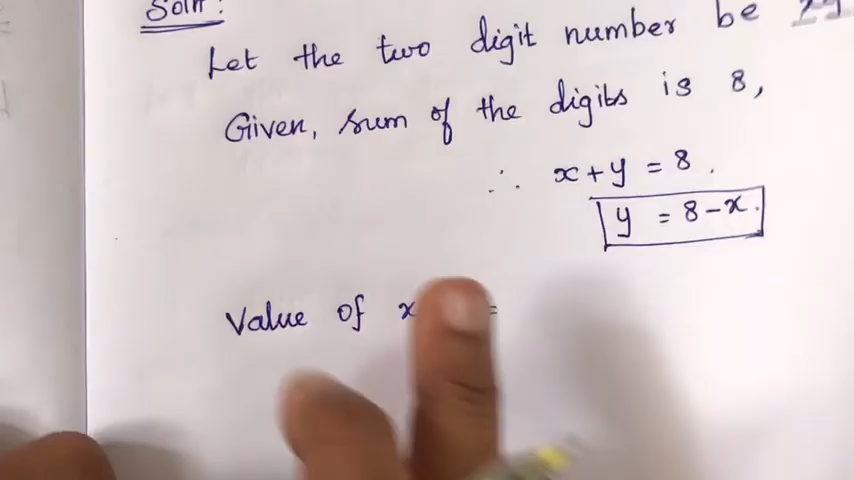 Soln:
Let the two digit number be
Given, sum of the digits is 8,
∴ x + y = 8.
y = 8 - x.
Value of x =